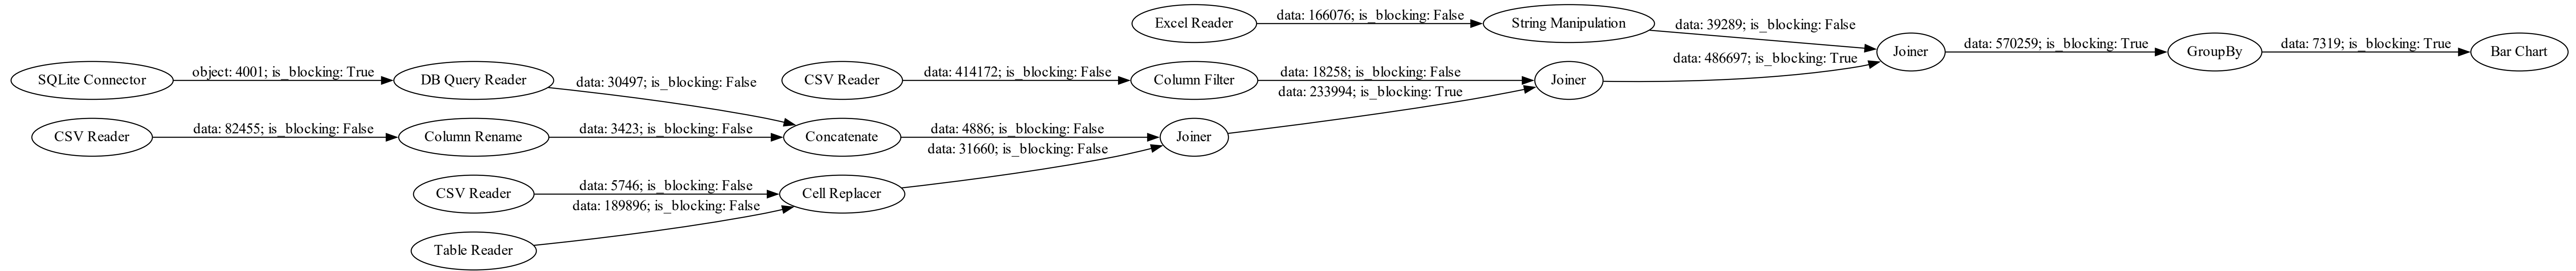 Excel Reader
data: 166076; is_blocking: False
String Manipulation
data: 39289; is_blocking: False
SQLite Connector
object: 4001; is_blocking: True
DB Query Reader
data: 30497; is_blocking: False
CSV Reader
data: 414172; is_blocking: False
Column Filter
data: 18258; is_blocking: False
data: 233994; is_blocking: True
Joiner
data: 486697; is_blocking: True
Joiner
data: 570259; is_blocking: True
GroupBy
data: 7319; is_blocking: True
Bar Chart
CSV Reader
data: 82455; is_blocking: False
Column Rename
data: 3423; is_blocking: False
Concatenate
data: 4886; is_blocking: False
data: 31660; is_blocking: False
Joiner
CSV Reader
data: 5746; is_blocking: False
data: 189896; is_blocking: False
Cell Replacer
Table Reader